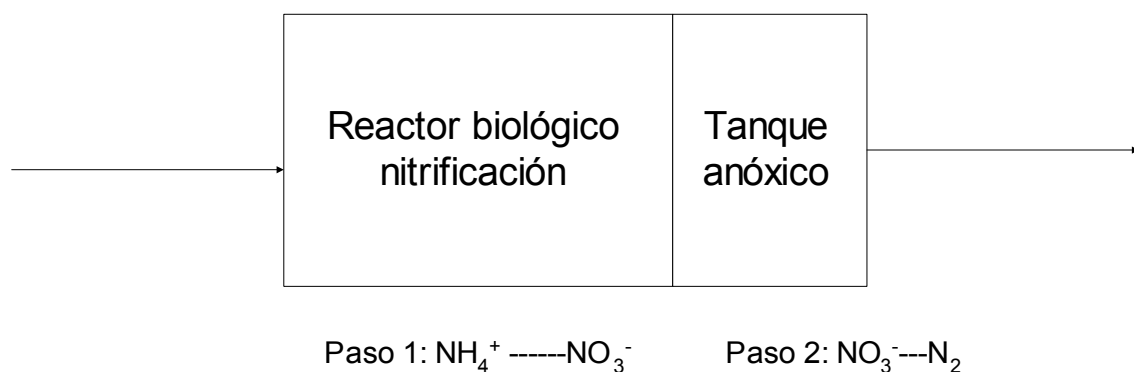 Reactor biológico
nitrificación
Tanque
anóxico
Paso 1: NH₄⁺ ------NO₃⁻
Paso 2: NO₃⁻---N₂